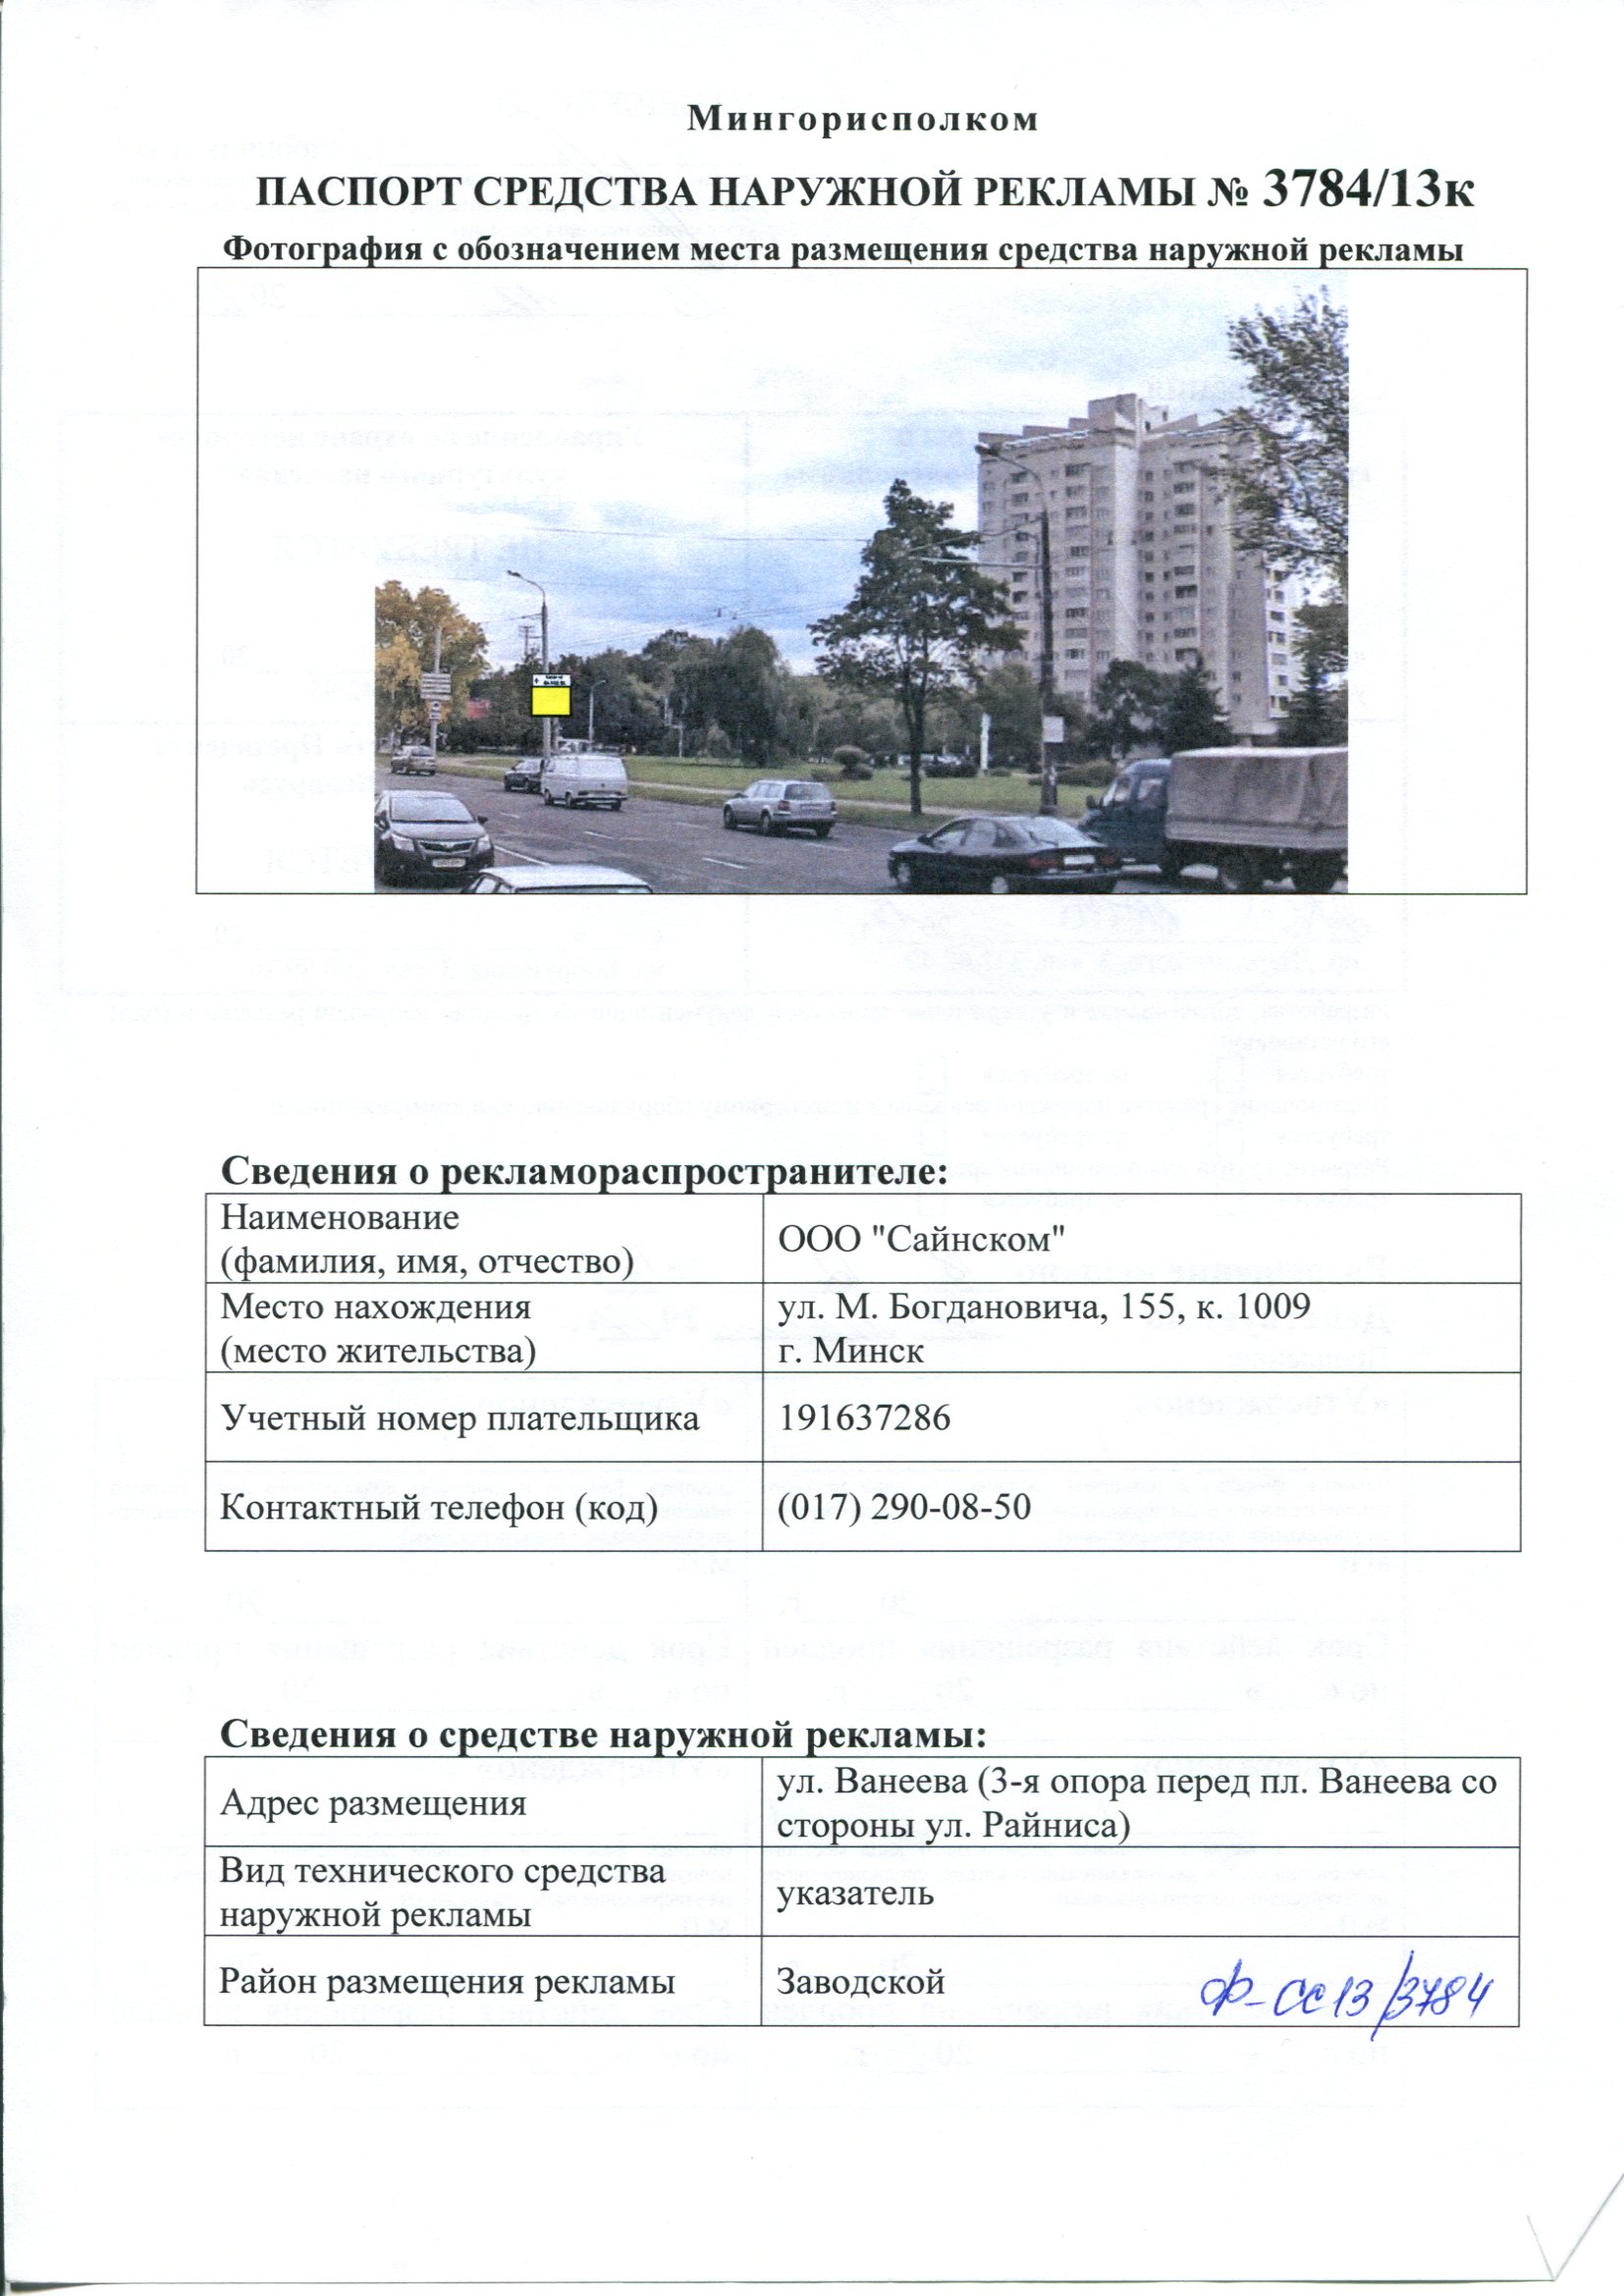 Мингорисполком
ПАСПОРТ СРЕДСТВА НАРУЖНОЙ РЕКЛАМЫ № 3784/13к
Фотография с обозначением места размещения средства наружной рекламы
Сведения о рекламораспространителе:
Наименование
(фамилия, имя, отчество)
ООО "Сайнском"
Место нахождения
(место жительства)
ул. М. Богдановича, 155, к. 1009
г. Минск
Учетный номер плательщика
191637286
Контактный телефон (код)
(017) 290-08-50
Сведения о средстве наружной рекламы:
Адрес размещения
ул. Ванеева (3-я опора перед пл. Ванеева со
стороны ул. Райниса)
Вид технического средства
наружной рекламы
указатель
Район размещения рекламы
Заводской
Ф-СС13/3784